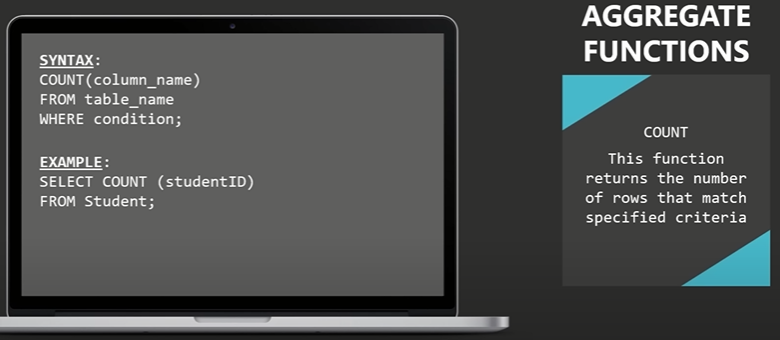 SYNTAX:
COUNT(column_name)
FROM table_name
WHERE condition;
EXAMPLE:
SELECT COUNT (studentID)
FROM Student;
AGGREGATE
FUNCTIONS
COUNT
This function
returns the number
of rows that match
specified criteria